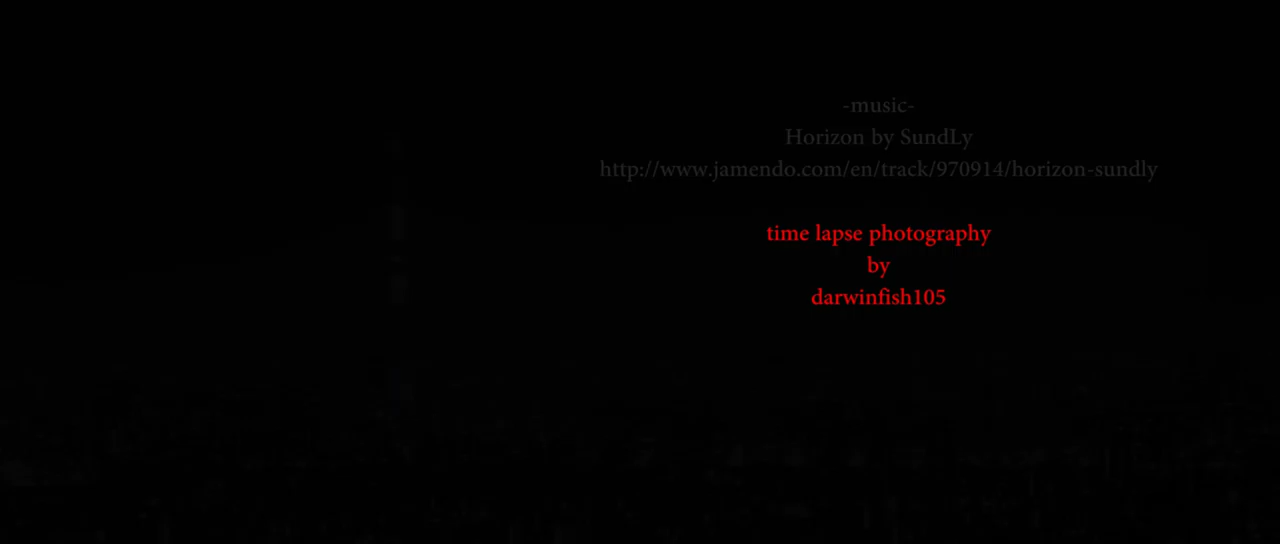 -music-
Horizon by SundLy
http://www.jamendo.com/en/track/970914/horizon-sundly
time lapse photography
by
darwinfish105